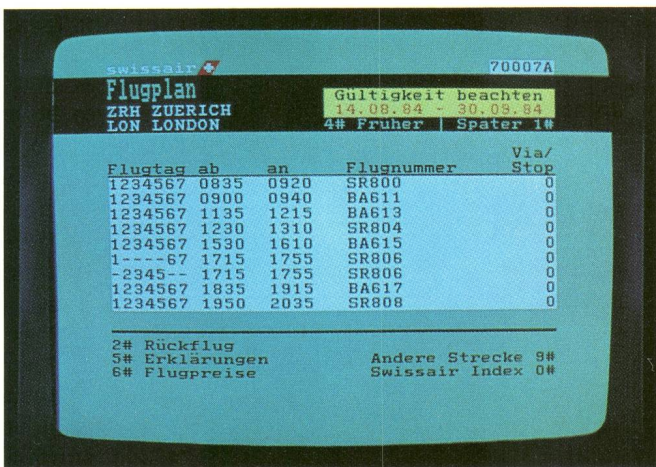 swissair 70007A
Flugplan
Gültigkeit beachten
ZRH ZUERICH 14.08.84 - 30.09.84
LON LONDON 4# Früher | Später 1#
Via/
Flugtag ab an Flugnummer Stop
1234567 0835 0920 SR800 0
1234567 0900 0940 BA611 0
1234567 1135 1215 BA613 0
1234567 1230 1310 SR804 0
1234567 1530 1610 BA615 0
1----67 1715 1755 SR806 0
-2345-- 1715 1755 SR806 0
1234567 1835 1915 BA617 0
1234567 1950 2035 SR808 0
2# Rückflug
5# Erklärungen Andere Strecke 9#
6# Flugpreise Swissair Index 0#